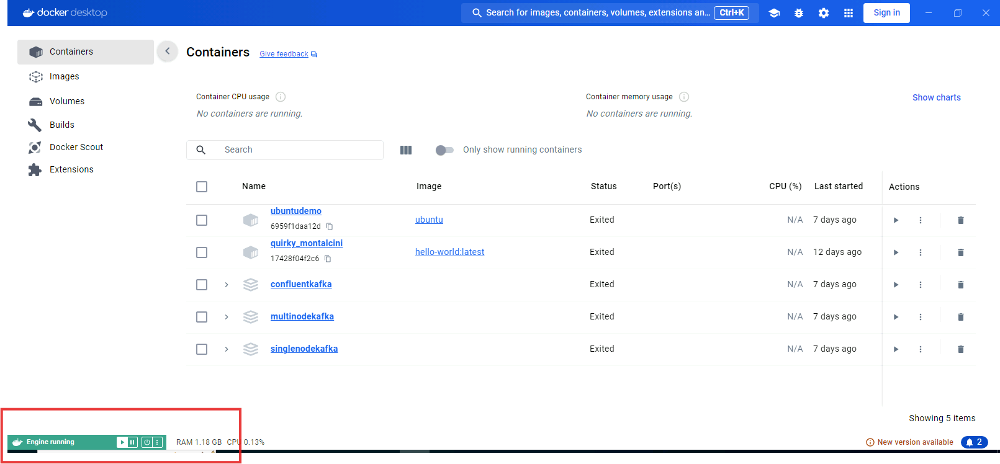 docker desktop
Search for images, containers, volumes, extensions an... Ctrl+K
Sign in
Containers
Images
Volumes
Builds
Docker Scout
Extensions
Containers Give feedback
Container CPU usage
No containers are running.
Container memory usage
No containers are running.
Show charts
Search
Only show running containers
Name Image Status Port(s) CPU (%) Last started Actions
ubuntudemo
6959f1daa12d
ubuntu Exited N/A 7 days ago
quirky_montalcini
17428f04f2c6
hello-world:latest Exited N/A 12 days ago
confluentkafka Exited N/A 7 days ago
multinodekafka Exited N/A 7 days ago
singlenodekafka Exited N/A 7 days ago
Showing 5 items
Engine running RAM 1.18 GB CPU 0.13% New version available 2